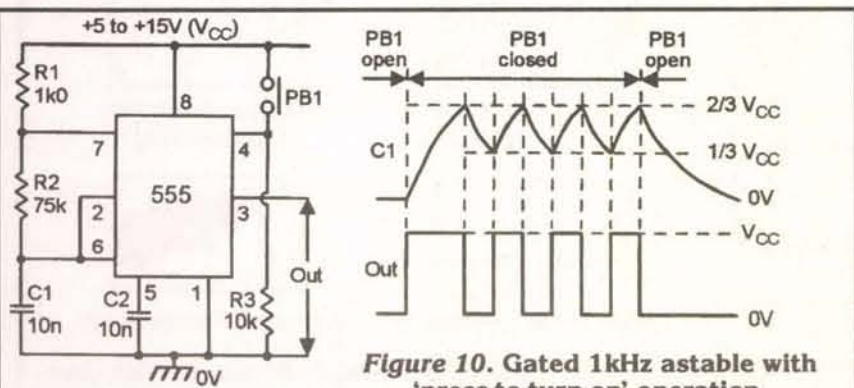 +5 to +15V (VCC)
R1
1k0
8
PB1
7
4
R2
75k
555
2
3
6
Out
C1
10n
C2
10n
5
1
R3
10k
0V
PB1
open
PB1
closed
PB1
open
2/3 VCC
C1
1/3 VCC
0V
VCC
Out
0V
Figure 10. Gated 1kHz astable with
'press to turn on' operation